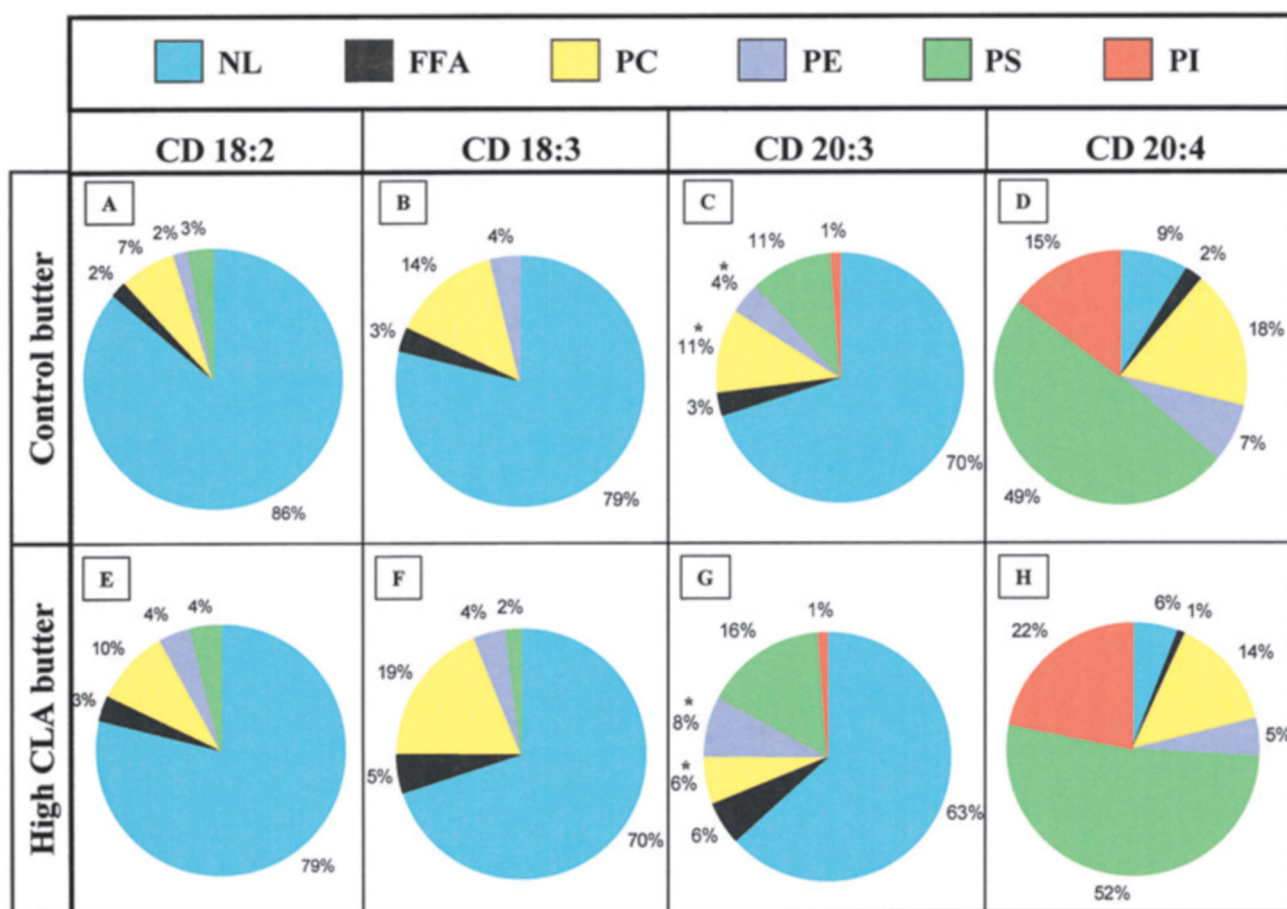 NL FFA PC PE PS PI
CD 18:2 CD 18:3 CD 20:3 CD 20:4
Control butter
A
2% 7% 2% 3%
86%
B
3% 14% 4%
79%
C
3%
*
11%
*
4%
11% 1%
70%
D
15% 9% 2%
18%
7%
49%
High CLA butter
E
3% 10% 4% 4%
79%
F
5% 19% 4% 2%
70%
G
6%
*
6%
*
8%
16% 1%
63%
H
22% 6% 1%
14%
5%
52%